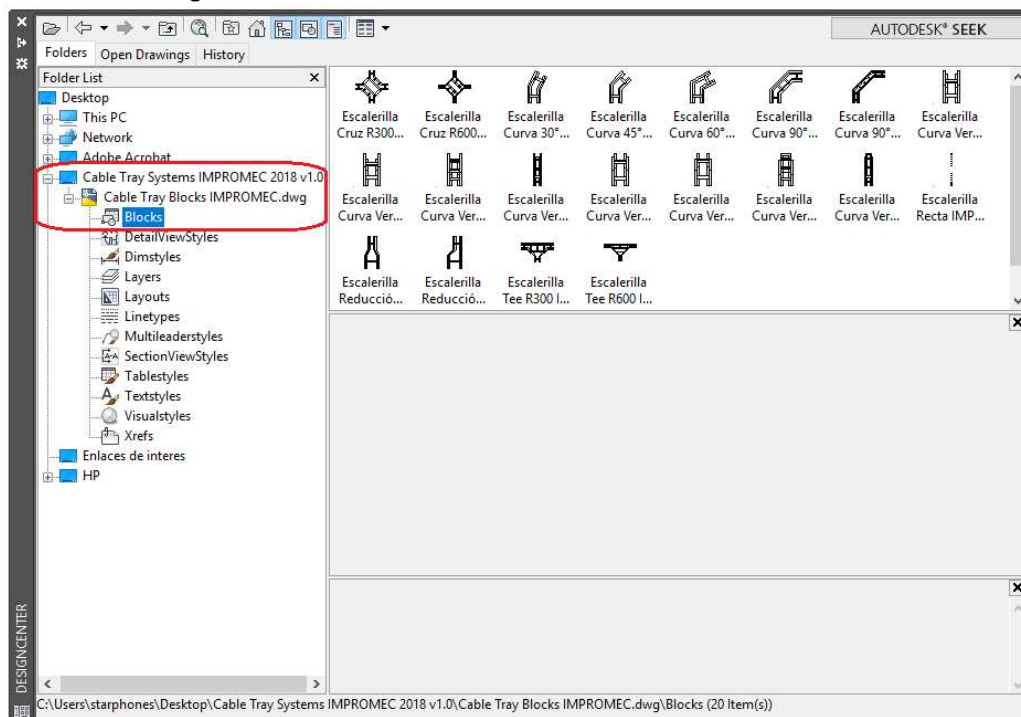 AUTODESK® SEEK
Folders Open Drawings History
Folder List
Desktop
This PC
Network
Adobe Acrobat
Cable Tray Systems IMPROMEC 2018 v1.0
Cable Tray Blocks IMPROMEC.dwg
Blocks
DetailViewStyles
Dimstyles
Layers
Layouts
Linetypes
Multileaderstyles
SectionViewStyles
Tablestyles
Textstyles
Visualstyles
Xrefs
Enlaces de interes
HP
Escalerilla Escalerilla Escalerilla Escalerilla Escalerilla Escalerilla Escalerilla Escalerilla
Cruz R300... Cruz R600... Curva 30°... Curva 45°... Curva 60°... Curva 90°... Curva 90°... Curva Ver...
Escalerilla Escalerilla Escalerilla Escalerilla Escalerilla Escalerilla Escalerilla Escalerilla
Curva Ver... Curva Ver... Curva Ver... Curva Ver... Curva Ver... Curva Ver... Curva Ver... Recta IMP...
Escalerilla Escalerilla Escalerilla Escalerilla
Reducció... Reducció... Tee R300 I... Tee R600 I...
DESIGNCENTER
C:\Users\starphones\Desktop\Cable Tray Systems IMPROMEC 2018 v1.0\Cable Tray Blocks IMPROMEC.dwg\Blocks (20 Item(s))